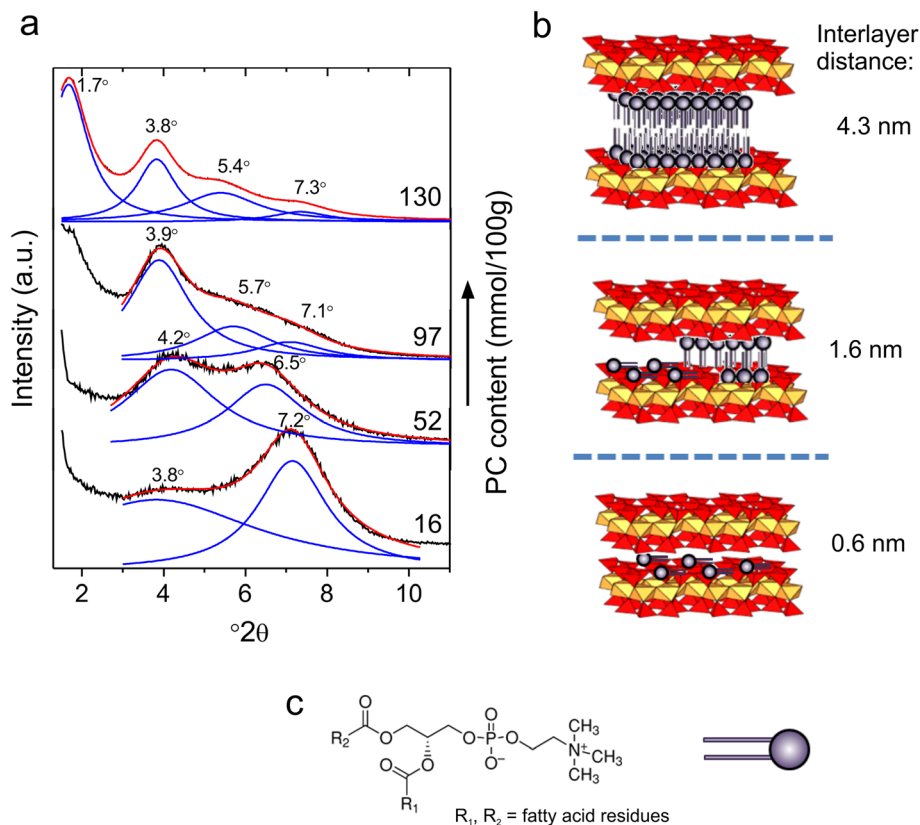 a
Intensity (a.u.)
1.7°
3.8°
5.4°
7.3°
130
3.9°
5.7°
7.1°
97
4.2°
6.5°
52
3.8°
7.2°
16
2 4 6 8 10
°2θ
PC content (mmol/100g)
b
Interlayer
distance:
4.3 nm
1.6 nm
0.6 nm
c
O
R₂
O
O
O
R₁
O
P
O
O⁻
O
N⁺
CH₃
CH₃
CH₃
R₁, R₂ = fatty acid residues